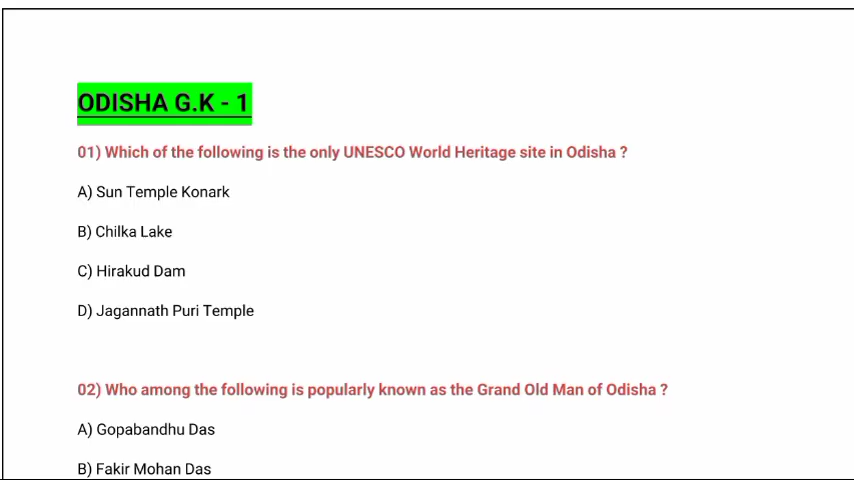 ODISHA G.K - 1
01) Which of the following is the only UNESCO World Heritage site in Odisha ?
A) Sun Temple Konark
B) Chilka Lake
C) Hirakud Dam
D) Jagannath Puri Temple
02) Who among the following is popularly known as the Grand Old Man of Odisha ?
A) Gopabandhu Das
B) Fakir Mohan Das